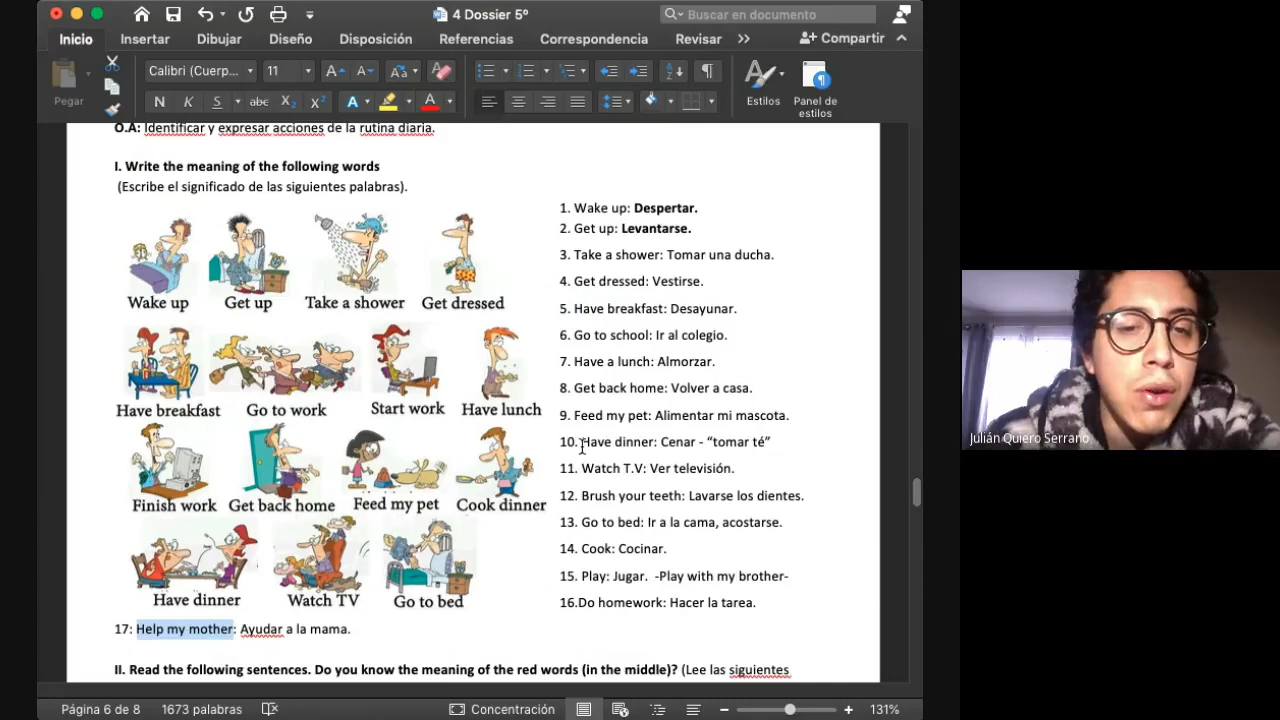 4 Dossier 5º
Buscar en documento
Inicio
Insertar
Dibujar
Diseño
Disposición
Referencias
Correspondencia
Revisar
Compartir
Pegar
Calibri (Cuerp...
11
N K S abc X₂ X²
Estilos
Panel de
estilos
O.A: Identificar y expresar acciones de la rutina diaria.
I. Write the meaning of the following words
(Escribe el significado de las siguientes palabras).
Wake up
Get up
Take a shower
Get dressed
Have breakfast
Go to work
Start work
Have lunch
Finish work
Get back home
Feed my pet
Cook dinner
Have dinner
Watch TV
Go to bed
1. Wake up: Despertar.
2. Get up: Levantarse.
3. Take a shower: Tomar una ducha.
4. Get dressed: Vestirse.
5. Have breakfast: Desayunar.
6. Go to school: Ir al colegio.
7. Have a lunch: Almorzar.
8. Get back home: Volver a casa.
9. Feed my pet: Alimentar mi mascota.
10. Have dinner: Cenar - “tomar té”
11. Watch T.V: Ver televisión.
12. Brush your teeth: Lavarse los dientes.
13. Go to bed: Ir a la cama, acostarse.
14. Cook: Cocinar.
15. Play: Jugar.  -Play with my brother-
16.Do homework: Hacer la tarea.
17: Help my mother: Ayudar a la mama.
II. Read the following sentences. Do you know the meaning of the red words (in the middle)? (Lee las siguientes
Julián Quiero Serrano
Página 6 de 8
1673 palabras
Concentración
131%